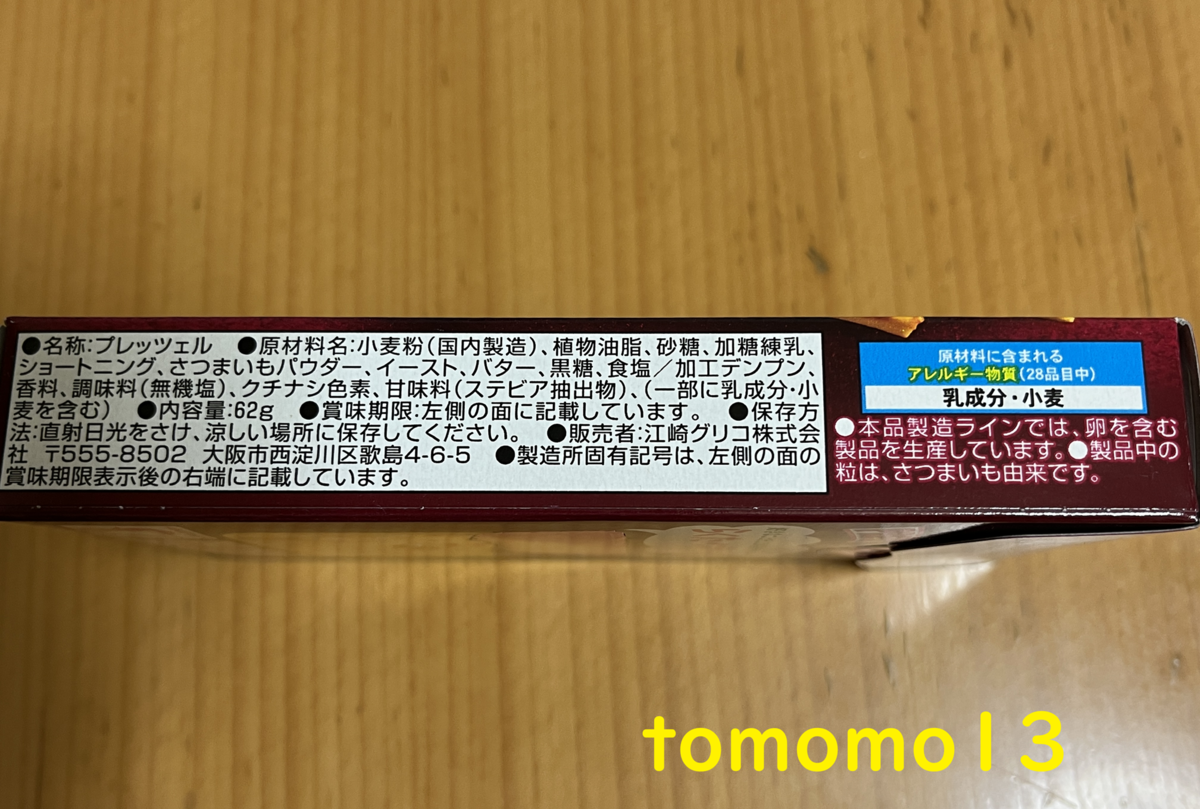 ●名称:プレッツェル ●原材料名:小麦粉(国内製造)、植物油脂、砂糖、加糖練乳、
ショートニング、さつまいもパウダー、イースト、バター、黒糖、食塩／加工デンプン、
香料、調味料(無機塩)、クチナシ色素、甘味料(ステビア抽出物)、(一部に乳成分・小
麦を含む) ●内容量:62g ●賞味期限:左側の面に記載しています。 ●保存方
法:直射日光をさけ、涼しい場所に保存してください。 ●販売者:江崎グリコ株式会
社 〒555-8502 大阪市西淀川区歌島4-6-5 ●製造所固有記号は、左側の面の
賞味期限表示後の右端に記載しています。
原材料に含まれる
アレルギー物質(28品目中)
乳成分・小麦
●本品製造ラインでは、卵を含む
製品を生産しています。●製品中の
粒は、さつまいも由来です。
tomomo13